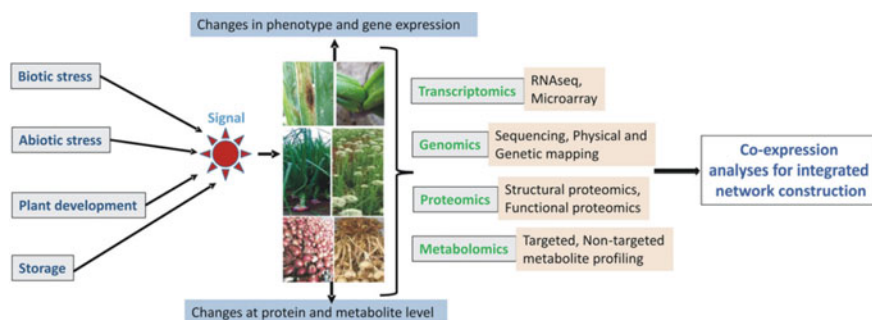 Changes in phenotype and gene expression
Biotic stress
Abiotic stress
Plant development
Storage
Signal
Transcriptomics
RNAseq,
Microarray
Genomics
Sequencing, Physical and
Genetic mapping
Proteomics
Structural proteomics,
Functional proteomics
Metabolomics
Targeted, Non-targeted
metabolite profiling
Co-expression
analyses for integrated
network construction
Changes at protein and metabolite level